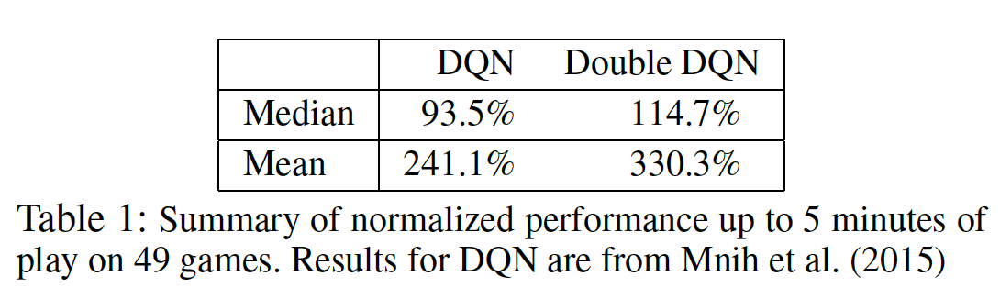 DQN Double DQN
Median 93.5% 114.7%
Mean 241.1% 330.3%
Table 1: Summary of normalized performance up to 5 minutes of
play on 49 games. Results for DQN are from Mnih et al. (2015)